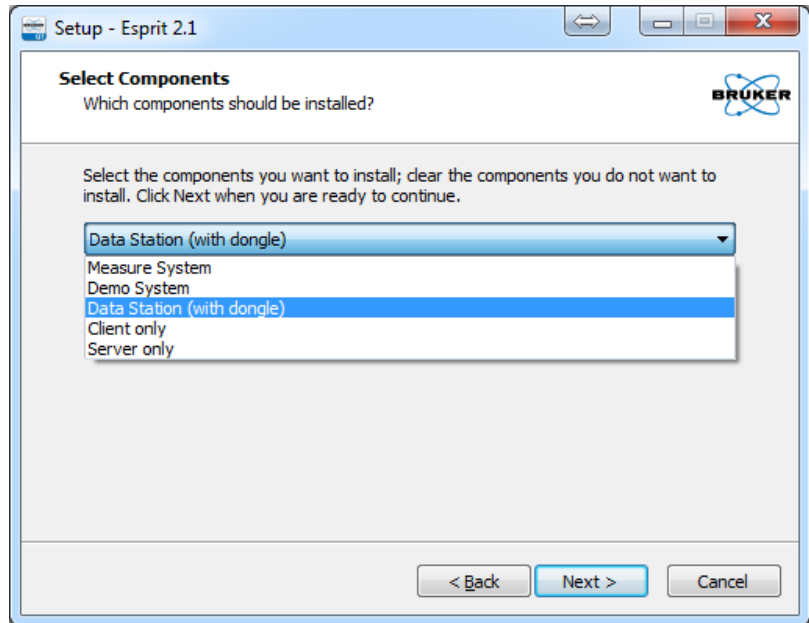 Setup - Esprit 2.1
Select Components
Which components should be installed?
BRUKER
Select the components you want to install; clear the components you do not want to
install. Click Next when you are ready to continue.
Data Station (with dongle)
Measure System
Demo System
Data Station (with dongle)
Client only
Server only
< Back
Next >
Cancel